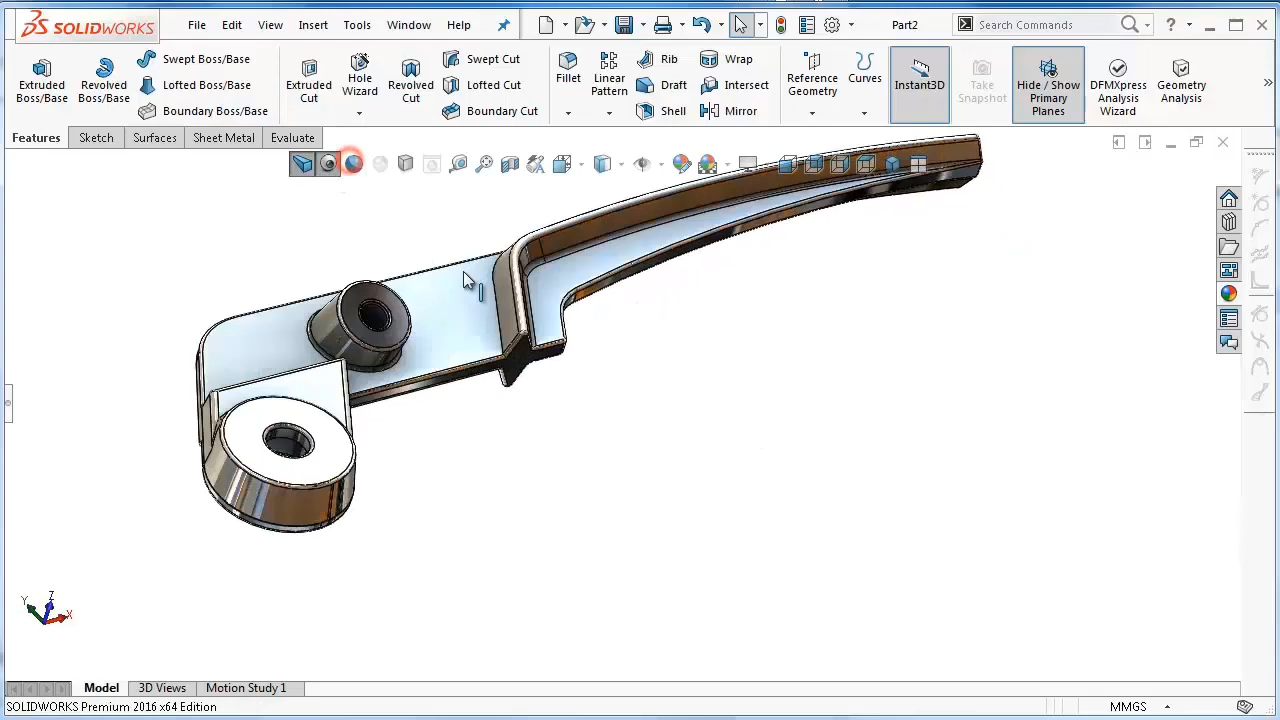 SOLIDWORKS File Edit View Insert Tools Window Help Part2 Search Commands ?
Extruded Boss/Base
Revolved Boss/Base
Swept Boss/Base
Lofted Boss/Base
Boundary Boss/Base
Extruded Cut
Hole Wizard
Revolved Cut
Swept Cut
Lofted Cut
Boundary Cut
Fillet
Linear Pattern
Rib
Draft
Shell
Wrap
Intersect
Mirror
Reference Geometry
Curves
Instant3D
Take Snapshot
Hide / Show Primary Planes
DFMXpress Analysis Wizard
Geometry Analysis
Features Sketch Surfaces Sheet Metal Evaluate
Y Z X
Model 3D Views Motion Study 1
SOLIDWORKS Premium 2016 x64 Edition MMGS